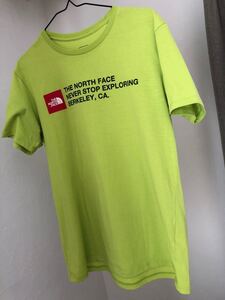 THE NORTH FACE
NEVER STOP EXPLORING
BERKELEY, CA.